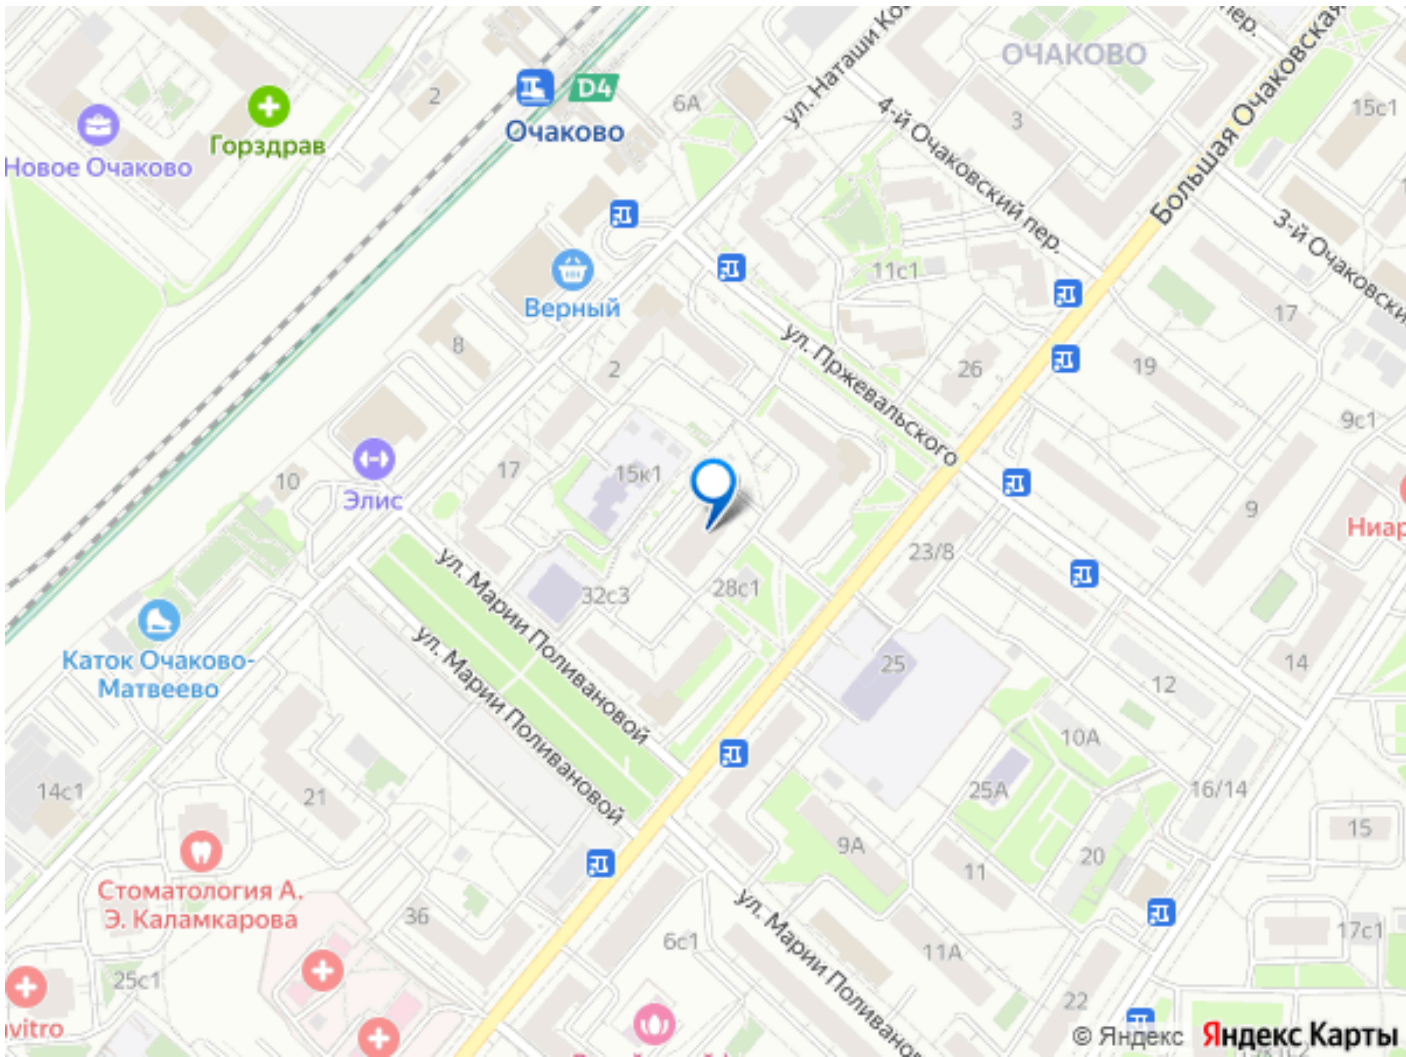 ОЧАКОВО
пер.
Большая Очаковская
15с1
ул. Наташи
2
D4
6А
Очаково
Горздрав
Новое Очаково
4-й Очаковский пер.
3
3-й Очаковский
11с1
Верный
17
8
2
ул. Пржевальского
26
19
9с1
17
15к1
10
Элис
9
Ниар
23/8
28с1
32с3
ул. Марии Поливановой
ул. Марии Поливановой
Каток Очаково-
Матвеево
25
14
12
10А
14с1
21
25А
16/14
15
9А
11
20
Стоматология А.
Э. Каламкарова
36
6с1
ул. Марии Поливанов
11А
17с1
25с1
22
vitro
© Яндекс Яндекс Карты